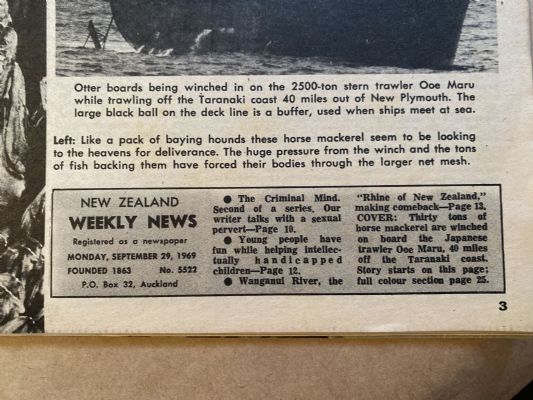 Otter boards being winched in on the 2500-ton stern trawler Ooe Maru
while trawling off the Taranaki coast 40 miles out of New Plymouth. The
large black ball on the deck line is a buffer, used when ships meet at sea.
Left: Like a pack of baying hounds these horse mackerel seem to be looking
to the heavens for deliverance. The huge pressure from the winch and the tons
of fish backing them have forced their bodies through the larger net mesh.
NEW ZEALAND
WEEKLY NEWS
Registered as a newspaper
MONDAY, SEPTEMBER 29, 1969
FOUNDED 1863 No. 5522
P.O. Box 32, Auckland
● The Criminal Mind.
Second of a series. Our
writer talks with a sexual
pervert—Page 10.
● Young people have
fun while helping intellec-
tually handicapped
children—Page 12.
● Wanganui River, the
"Rhine of New Zealand,"
making comeback—Page 13.
COVER: Thirty tons of
horse mackerel are winched
on board the Japanese
trawler Ooe Maru, 40 miles
off the Taranaki coast.
Story starts on this page;
full colour section page 25.
3